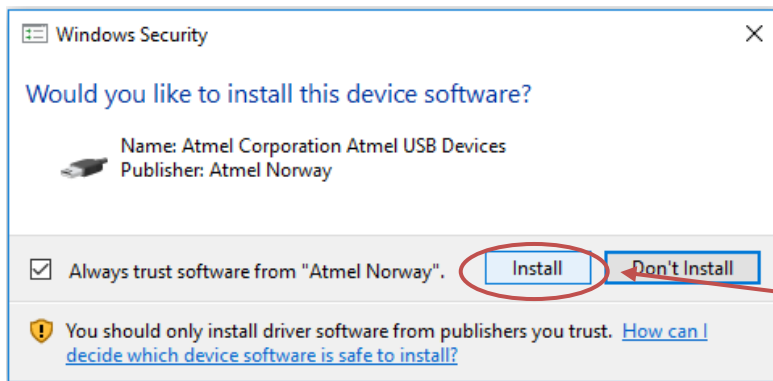 Windows Security
Would you like to install this device software?
Name: Atmel Corporation Atmel USB Devices
Publisher: Atmel Norway
Always trust software from "Atmel Norway".
Install
Don't Install
You should only install driver software from publishers you trust. How can I
decide which device software is safe to install?